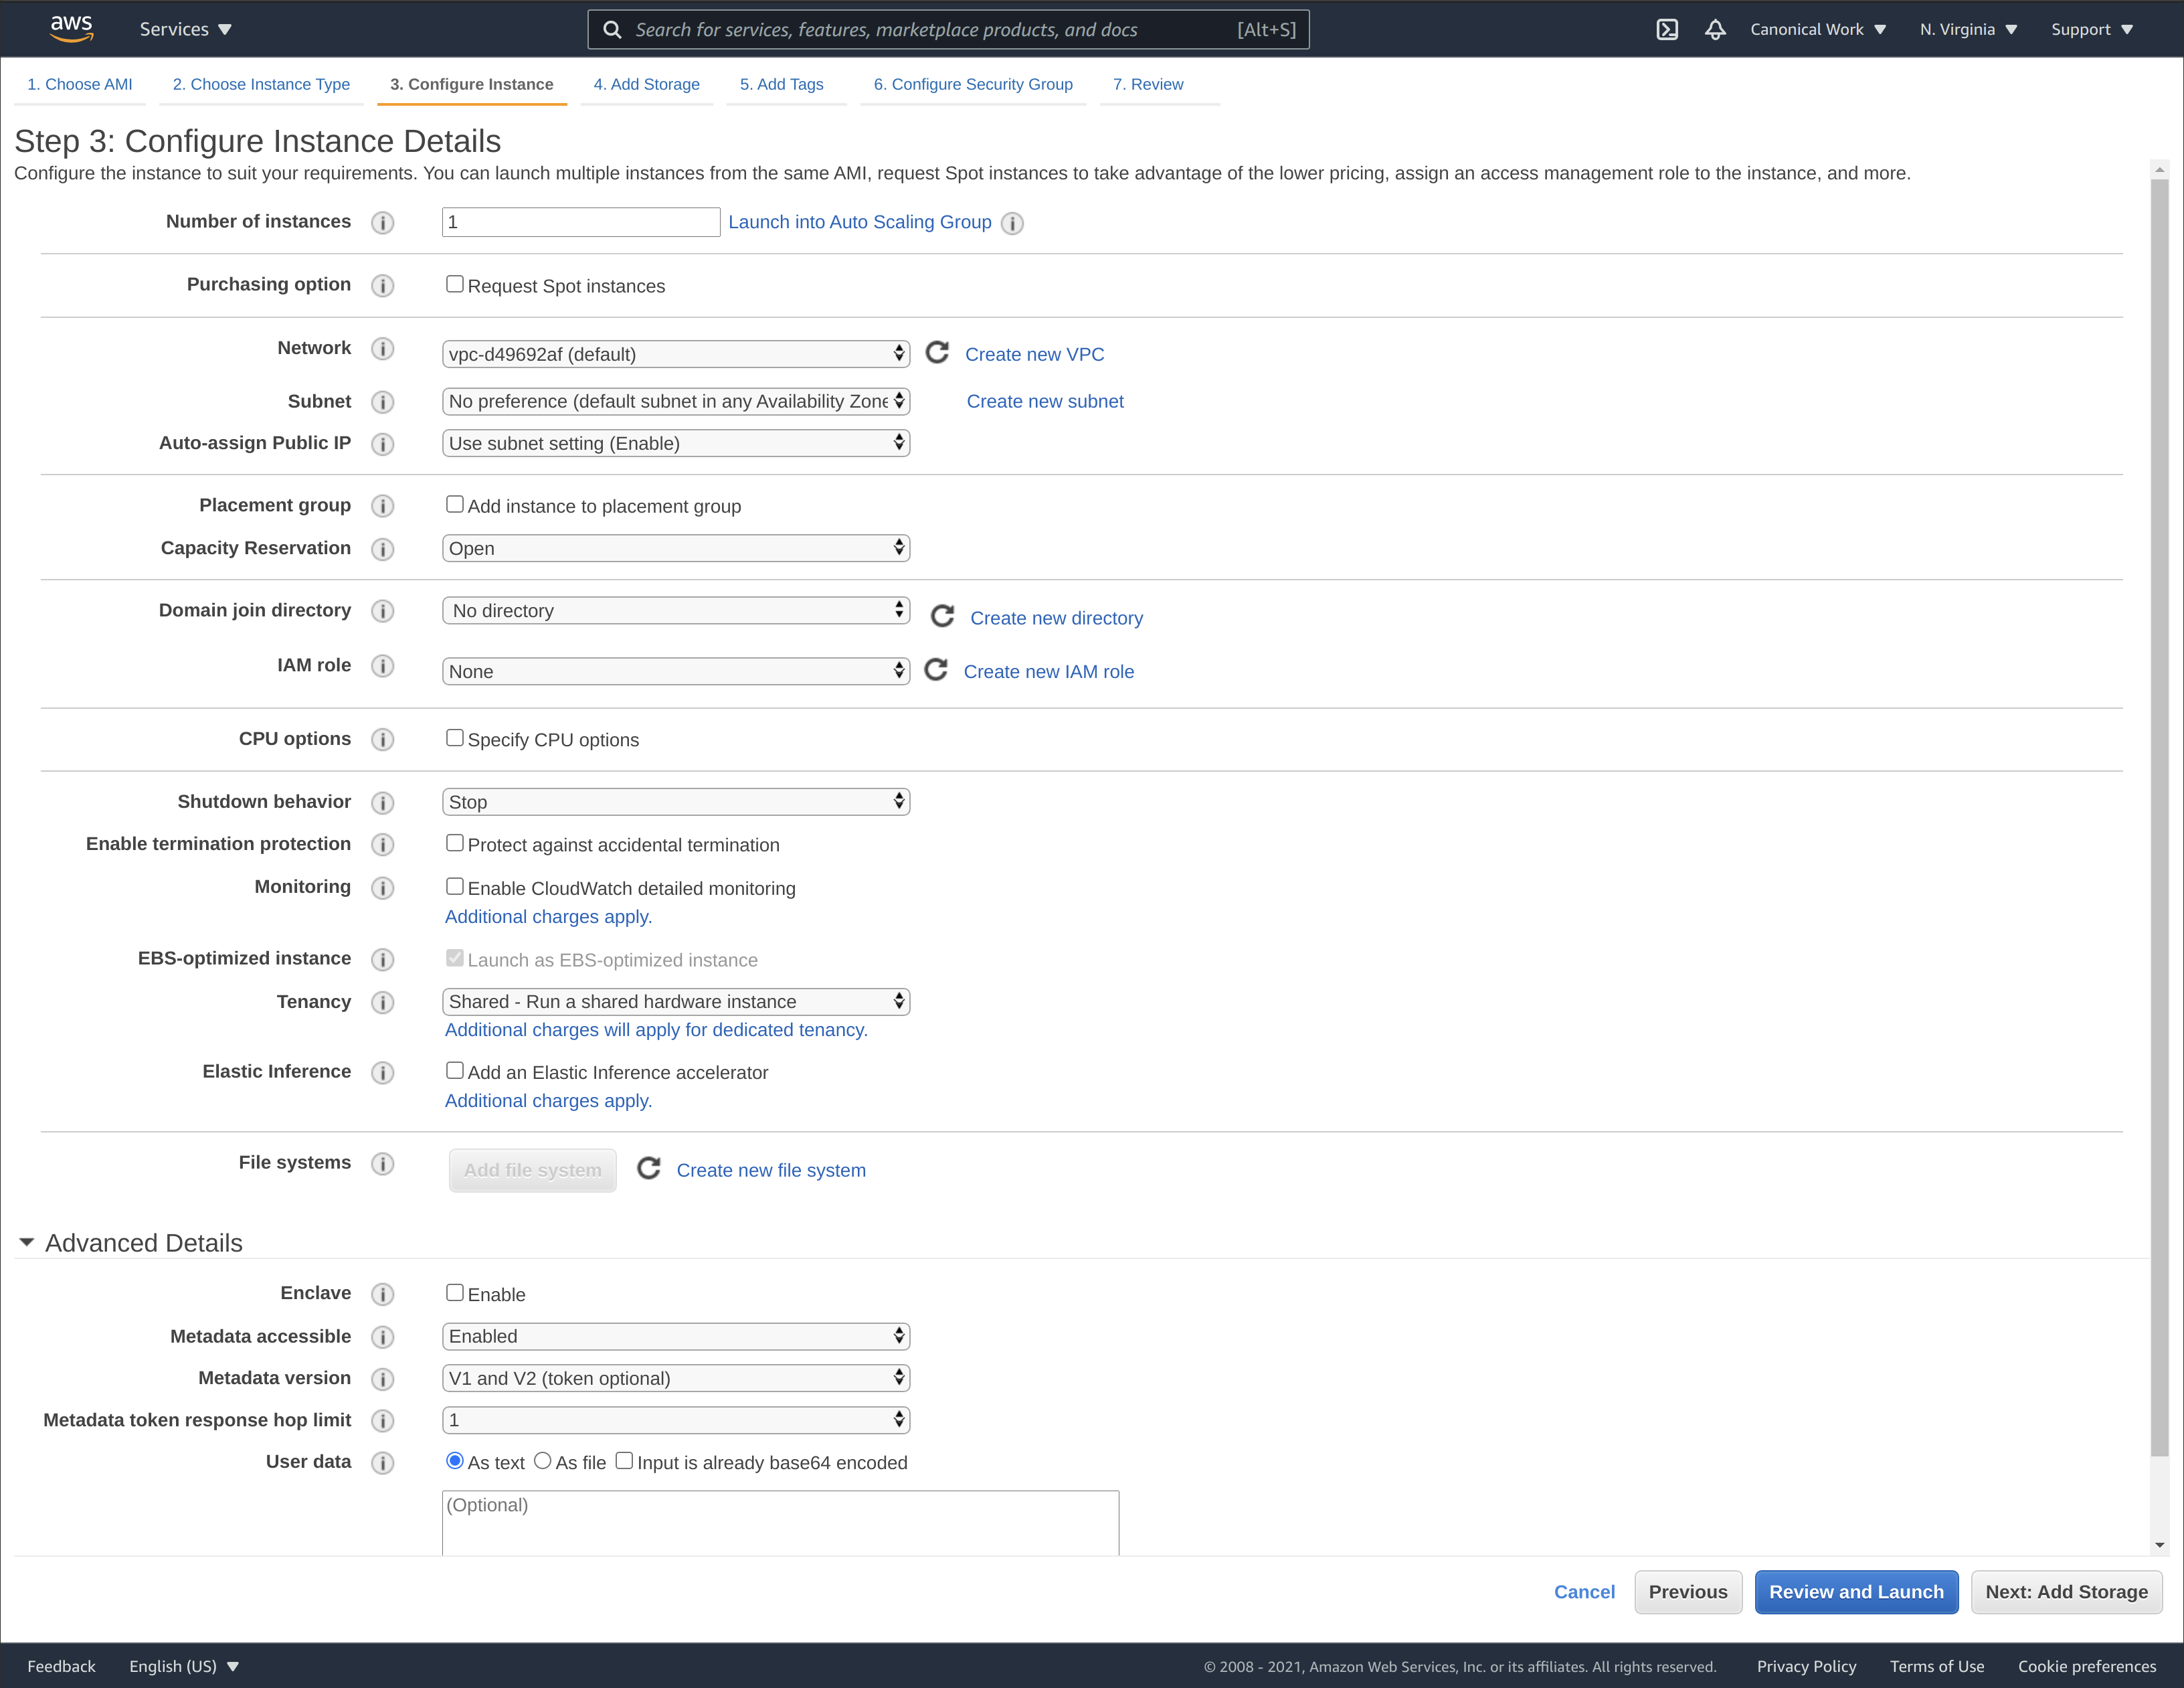 aws Services Search for services, features, marketplace products, and docs [Alt+S] Canonical Work N. Virginia Support
1. Choose AMI 2. Choose Instance Type 3. Configure Instance 4. Add Storage 5. Add Tags 6. Configure Security Group 7. Review
Step 3: Configure Instance Details
Configure the instance to suit your requirements. You can launch multiple instances from the same AMI, request Spot instances to take advantage of the lower pricing, assign an access management role to the instance, and more.
Number of instances 1 Launch into Auto Scaling Group
Purchasing option Request Spot instances
Network vpc-d49692af (default) Create new VPC
Subnet No preference (default subnet in any Availability Zone Create new subnet
Auto-assign Public IP Use subnet setting (Enable)
Placement group Add instance to placement group
Capacity Reservation Open
Domain join directory No directory Create new directory
IAM role None Create new IAM role
CPU options Specify CPU options
Shutdown behavior Stop
Enable termination protection Protect against accidental termination
Monitoring Enable CloudWatch detailed monitoring
Additional charges apply.
EBS-optimized instance Launch as EBS-optimized instance
Tenancy Shared - Run a shared hardware instance
Additional charges will apply for dedicated tenancy.
Elastic Inference Add an Elastic Inference accelerator
Additional charges apply.
File systems Add file system Create new file system
Advanced Details
Enclave Enable
Metadata accessible Enabled
Metadata version V1 and V2 (token optional)
Metadata token response hop limit 1
User data As text As file Input is already base64 encoded
(Optional)
Cancel Previous Review and Launch Next: Add Storage
Feedback English (US) © 2008 - 2021, Amazon Web Services, Inc. or its affiliates. All rights reserved. Privacy Policy Terms of Use Cookie preferences